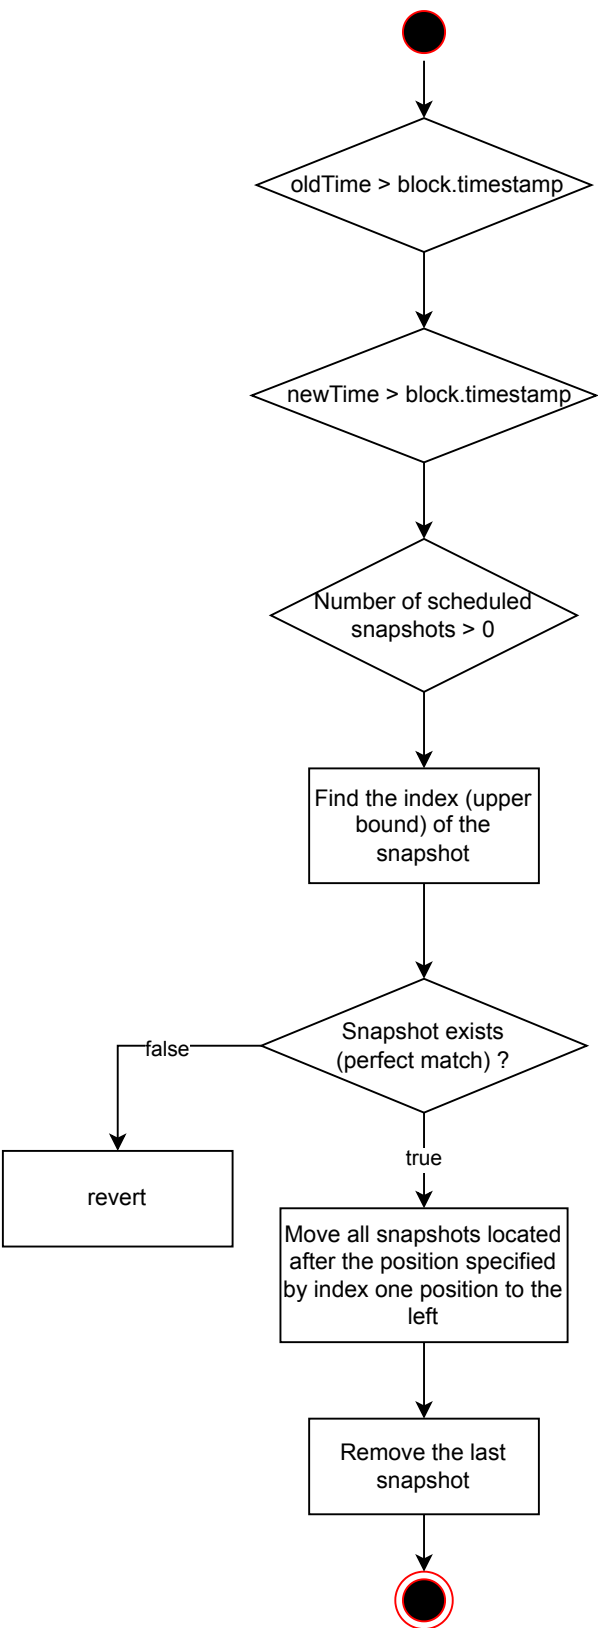 oldTime > block.timestamp
newTime > block.timestamp
Number of scheduled
snapshots > 0
Find the index (upper
bound) of the
snapshot
Snapshot exists
(perfect match) ?
false
true
revert
Move all snapshots located
after the position specified
by index one position to the
left
Remove the last
snapshot